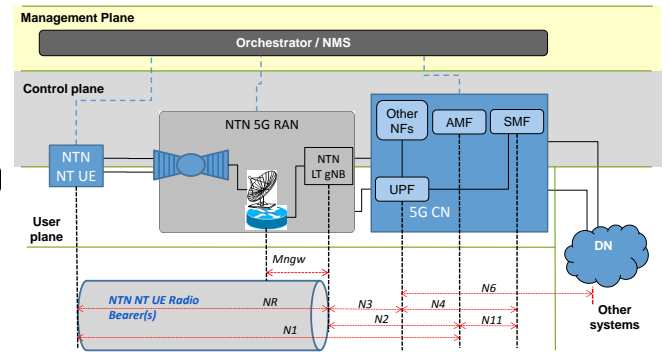 Management Plane
Orchestrator / NMS
Control plane
NTN 5G RAN
Other
NFs
AMF
SMF
NTN
NT UE
NTN
LT gNB
UPF
5G CN
User
plane
DN
Mngw
N6
NTN NT UE Radio
Bearer(s)
NR
N3
N4
Other
systems
N2
N11
N1